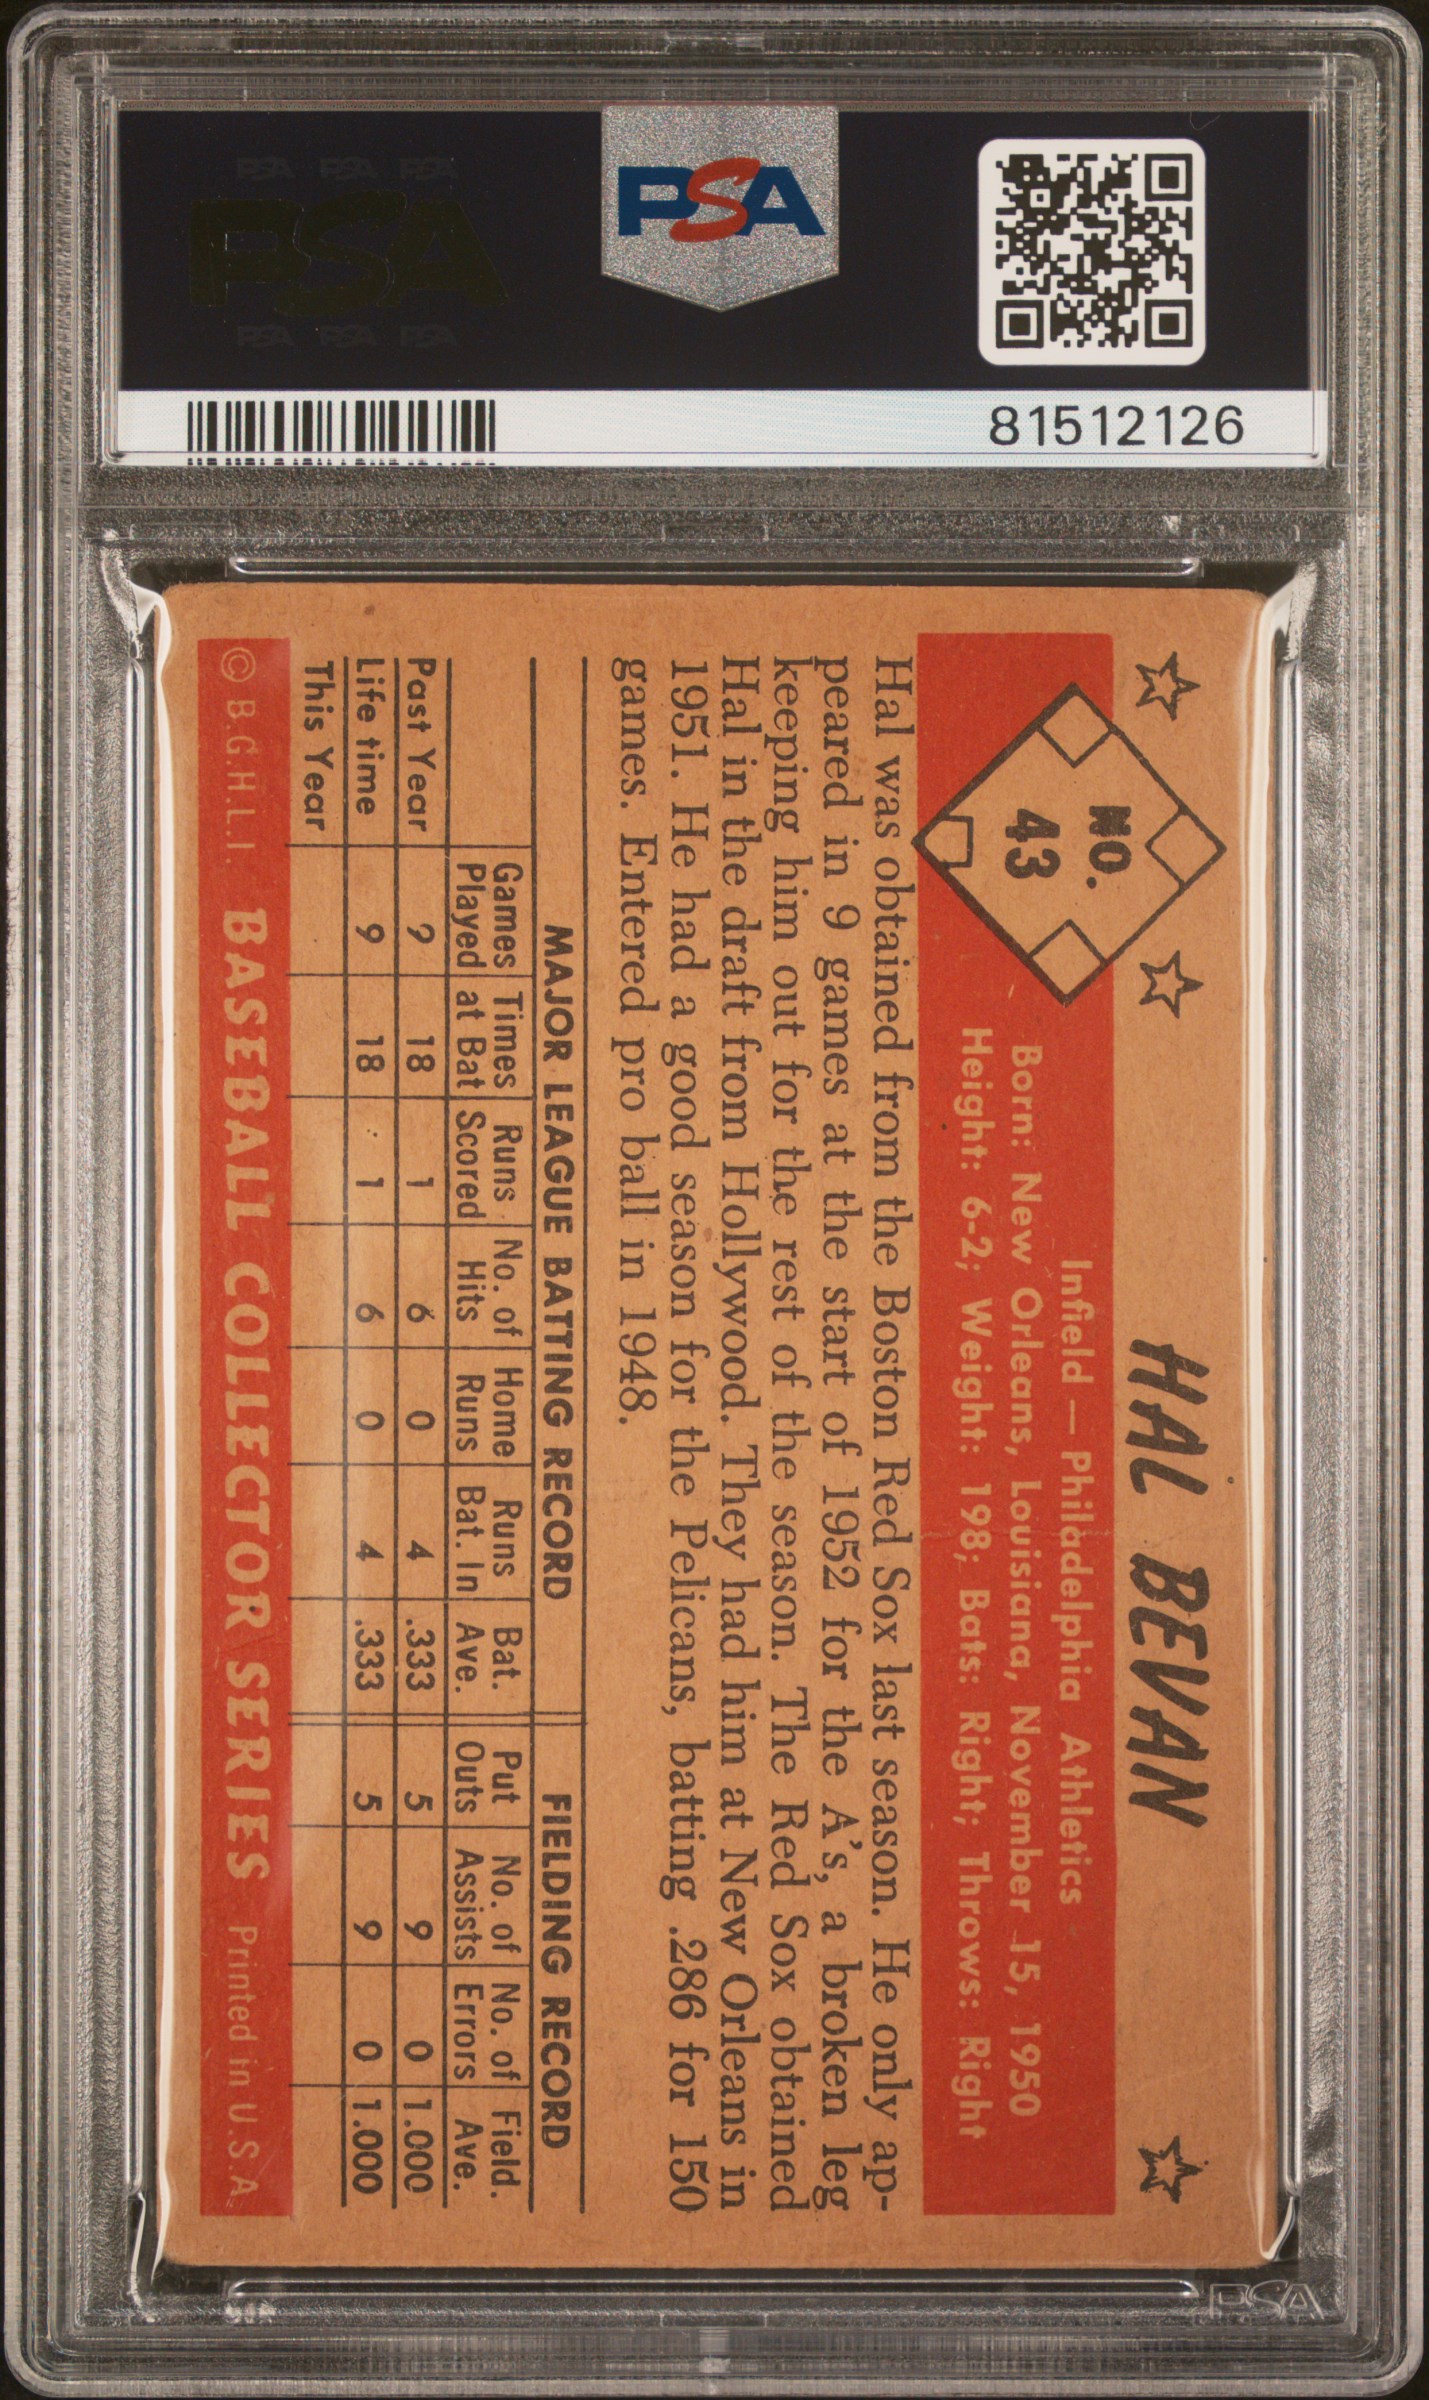 PSA PSA PSA
PSA
PSA PSA PSA
PSA
81512126
NO.
43
HAL BEVAN
Infield — Philadelphia Athletics
Born: New Orleans, Louisiana, November 15, 1950
Height: 6-2; Weight: 198; Bats: Right; Throws: Right
Hal was obtained from the Boston Red Sox last season. He only ap-
peared in 9 games at the start of 1952 for the A's, a broken leg
keeping him out for the rest of the season. The Red Sox obtained
Hal in the draft from Hollywood. They had him at New Orleans in
1951. He had a good season for the Pelicans, batting .286 for 150
games. Entered pro ball in 1948.
MAJOR LEAGUE BATTING RECORD FIELDING RECORD
Games Times Runs No. of Home Runs Bat. Put No. of No. of Field.
Played at Bat Scored Hits Runs Bat. In Ave. Outs Assists Errors Ave.
Past Year 9 18 1 6 0 4 .333 5 9 0 1.000
Life time 9 18 1 6 0 4 .333 5 9 0 1.000
This Year
© B.G.H.L.I. BASEBALL COLLECTOR SERIES Printed in U.S.A.
PSA